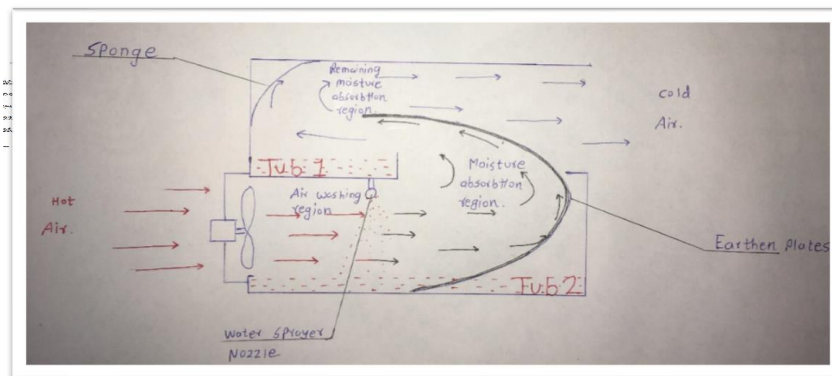 Sponge
Remaining
moisture
absorbtion
region.
Cold
Air.
Tub 1
Moisture
absorbtion
region.
Hot
Air.
Air washing
region
Earthen Plates
Tub 2
Water Sprayer
Nozzle